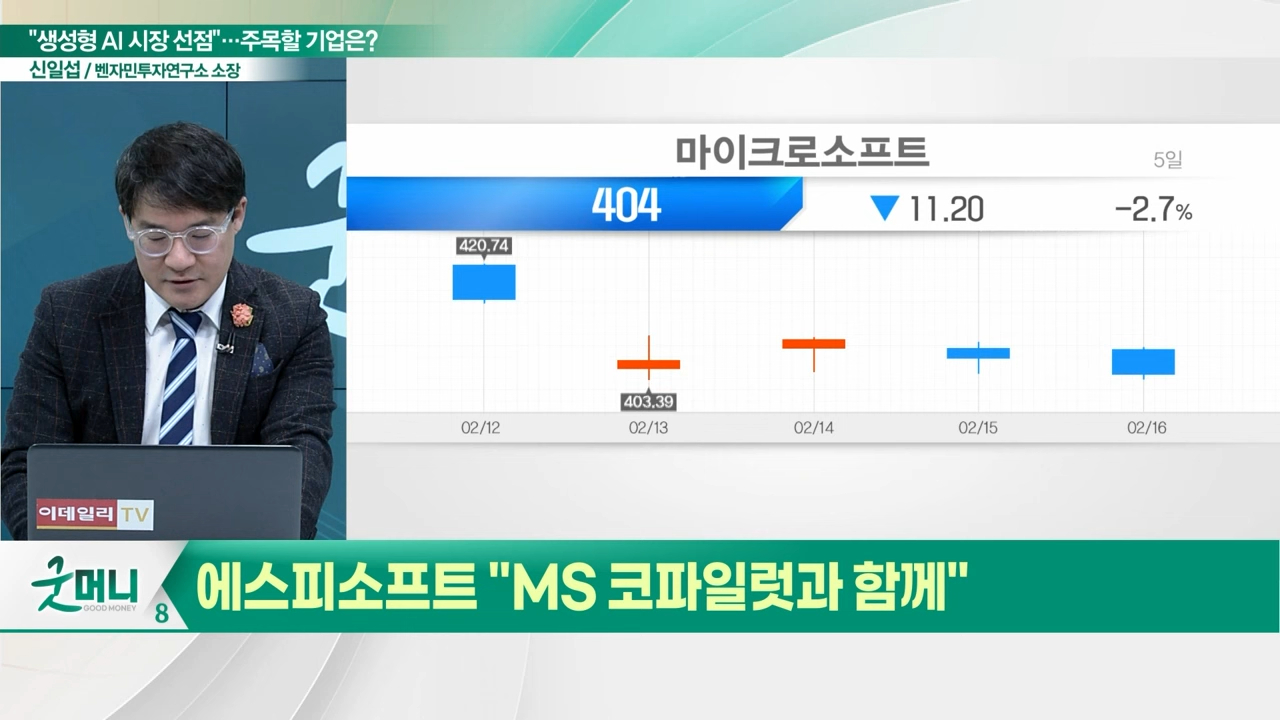 "생성형 AI 시장 선점"…주목할 기업은?
신일섭 / 벤자민투자연구소 소장
마이크로소프트
5일
404 ▼ 11.20 -2.7%
420.74
403.39
02/12 02/13 02/14 02/15 02/16
이데일리 TV
굿머니
GOOD MONEY
8
에스피소프트 "MS 코파일럿과 함께"